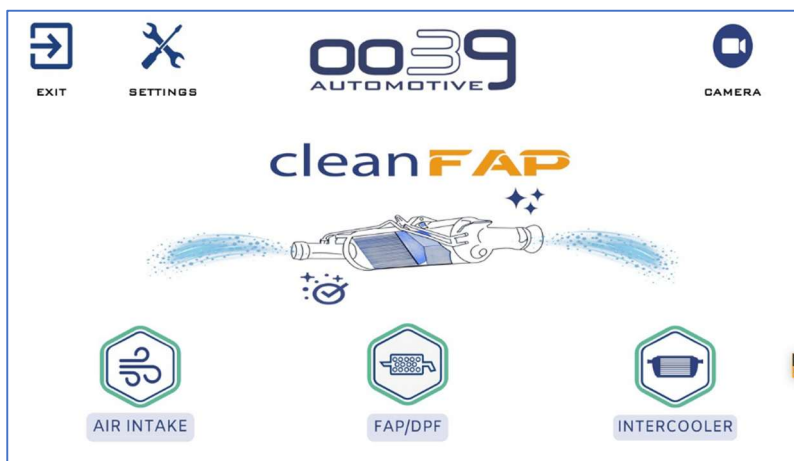 EXIT
SETTINGS
0039
AUTOMOTIVE
CAMERA
cleanFAP
AIR INTAKE
FAP/DPF
INTERCOOLER